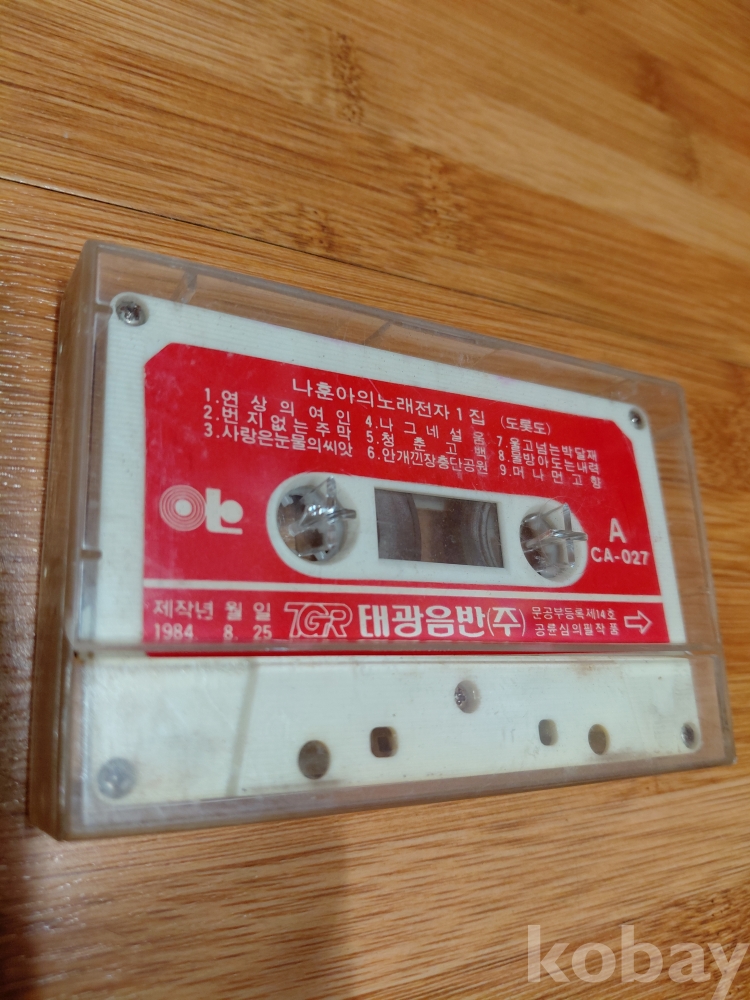 나훈아의노래전자1집 (도롯도)
1.연상의여인 4.나그네설움 7.울고넘는박달재
2.번지없는주막 5.청춘고백 8.물방아도는내력
3.사랑은눈물의씨앗 6.안개낀장충단공원 9.머나먼고향
A
CA-027
제작년 월 일
1984 8. 25
TGR 태광음반(주)
문공부등록제14호
공륜심의필작품
kobay